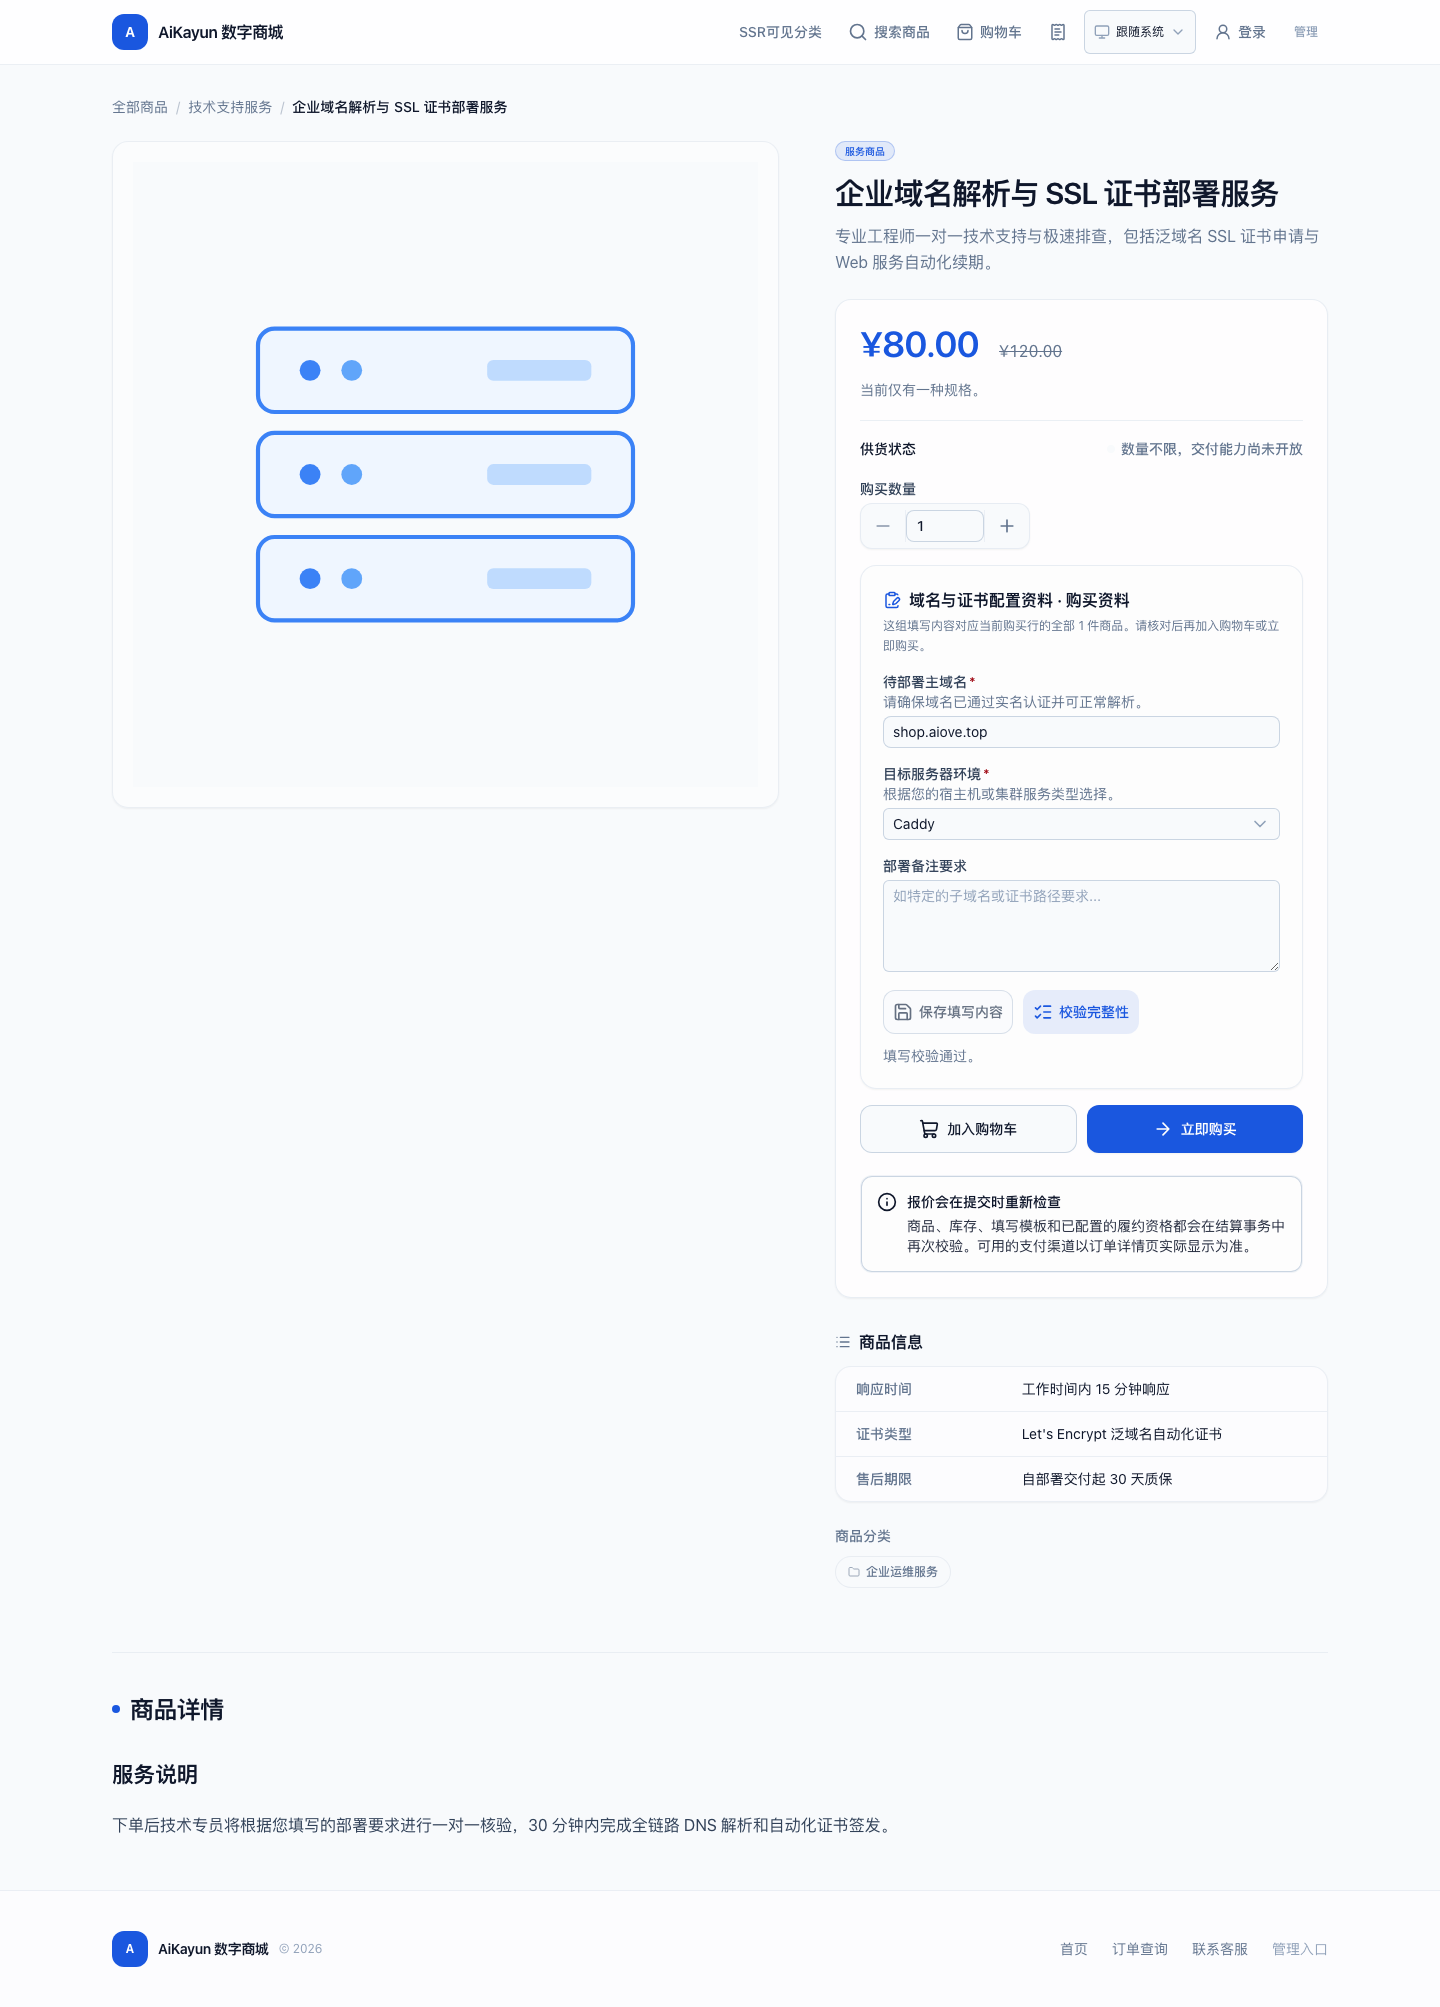 A AiKayun 数字商城
SSR可见分类 搜索商品 购物车 跟随系统 登录 管理
全部商品 / 技术支持服务 / 企业域名解析与 SSL 证书部署服务
服务商品
企业域名解析与 SSL 证书部署服务
专业工程师一对一技术支持与极速排查，包括泛域名 SSL 证书申请与
Web 服务自动化续期。
¥80.00 ¥120.00
当前仅有一种规格。
供货状态 数量不限，交付能力尚未开放
购买数量
1
域名与证书配置资料 · 购买资料
这组填写内容对应当前购买行的全部 1 件商品。请核对后再加入购物车或立
即购买。
待部署主域名*
请确保域名已通过实名认证并可正常解析。
shop.aiove.top
目标服务器环境*
根据您的宿主机或集群服务类型选择。
Caddy
部署备注要求
如特定的子域名或证书路径要求...
保存填写内容 校验完整性
填写校验通过。
加入购物车 立即购买
报价会在提交时重新检查
商品、库存、填写模板和已配置的履约资格都会在结算事务中
再次校验。可用的支付渠道以订单详情页实际显示为准。
商品信息
响应时间 工作时间内 15 分钟响应
证书类型 Let's Encrypt 泛域名自动化证书
售后期限 自部署交付起 30 天质保
商品分类
企业运维服务
商品详情
服务说明
下单后技术专员将根据您填写的部署要求进行一对一核验，30 分钟内完成全链路 DNS 解析和自动化证书签发。
A AiKayun 数字商城 © 2026
首页 订单查询 联系客服 管理入口